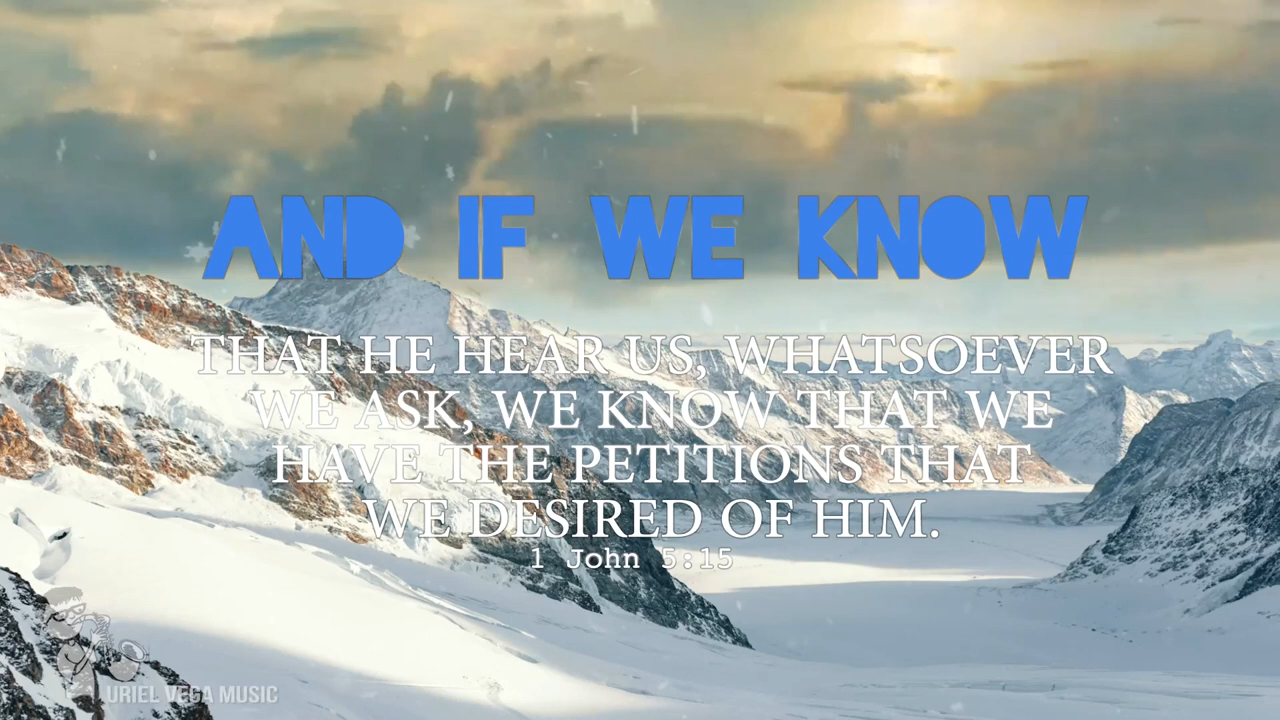 AND IF WE KNOW
THAT HE HEAR US, WHATSOEVER
WE ASK, WE KNOW THAT WE
HAVE THE PETITIONS THAT
WE DESIRED OF HIM.
1 John 5:15
URIEL VEGA MUSIC